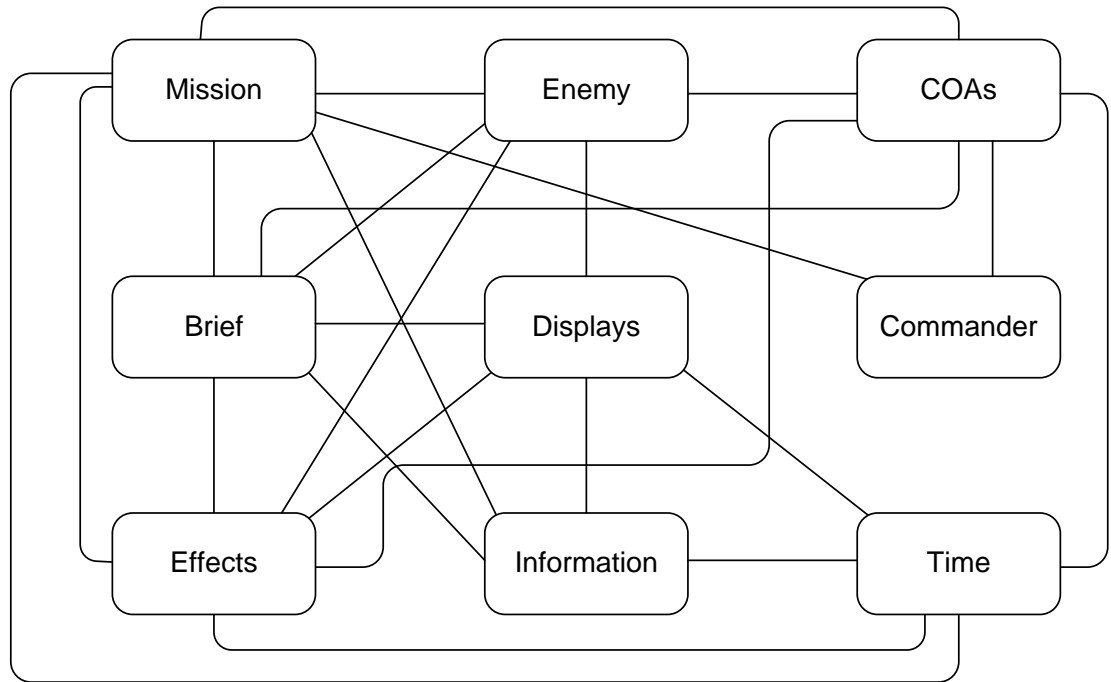 Mission
Enemy
COAs
Brief
Displays
Commander
Effects
Information
Time